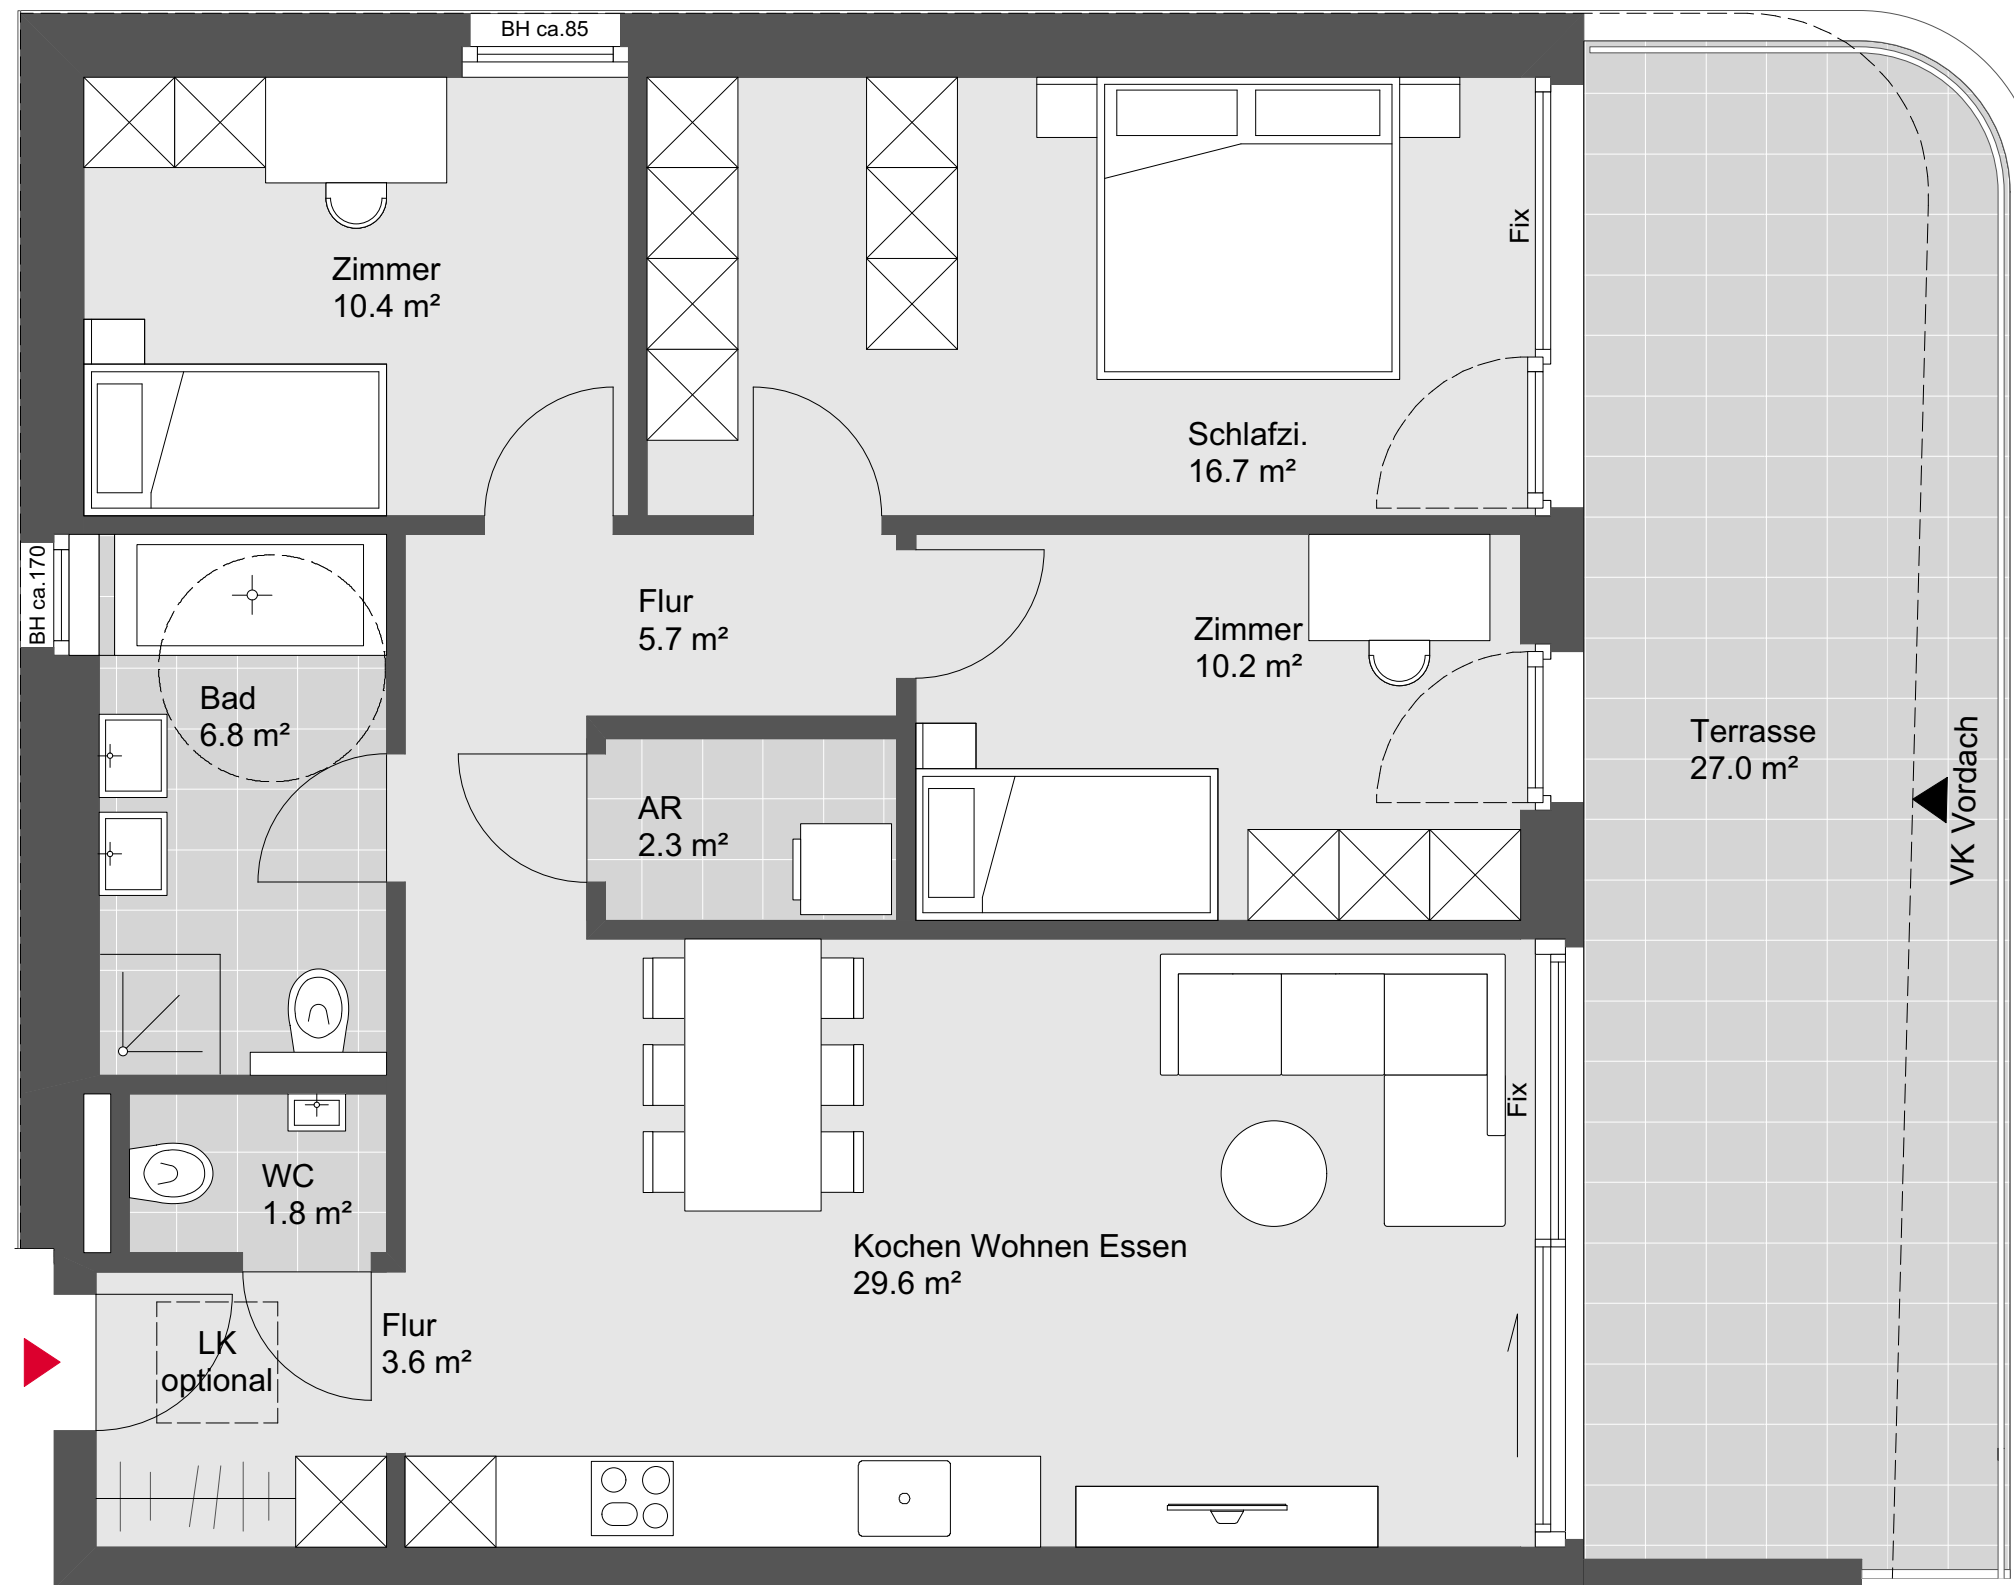 BH ca.85
Zimmer
10.4 m²
Fix
Schlafzi.
16.7 m²
BH ca.170
Flur
5.7 m²
Zimmer
10.2 m²
Bad
6.8 m²
Terrasse
27.0 m²
VK Vordach
AR
2.3 m²
Fix
WC
1.8 m²
Kochen Wohnen Essen
29.6 m²
Flur
3.6 m²
LK
optional